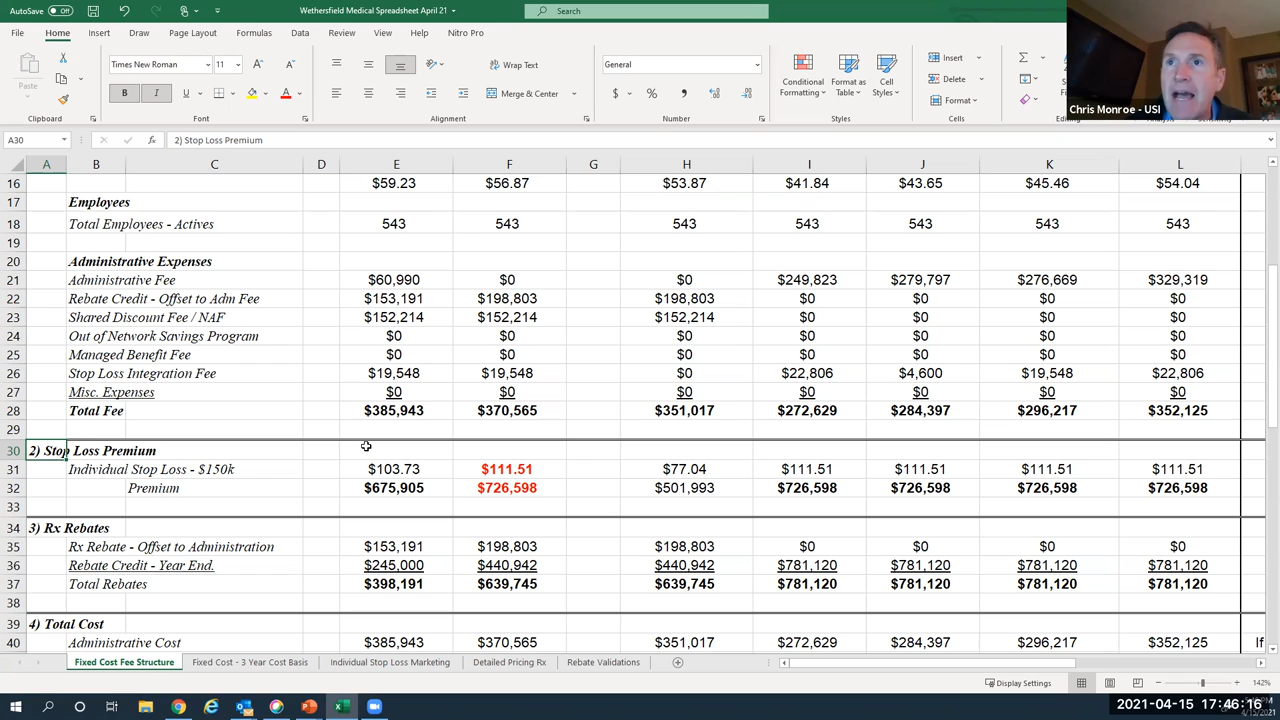 AutoSave Off Wethersfield Medical Spreadsheet April 21 Search
File Home Insert Draw Page Layout Formulas Data Review View Help Nitro Pro
Paste Times New Roman 11 Wrap Text General Conditional Formatting Format as Table Cell Styles Insert
B I U A Merge & Center $ % Delete
Format
Clipboard Font Alignment Number Styles Cells
Chris Monroe - USI
A30 fx 2) Stop Loss Premium
A B C D E F G H I J K L
16 $59.23 $56.87 $53.87 $41.84 $43.65 $45.46 $54.04
17 Employees
18 Total Employees - Actives 543 543 543 543 543 543 543
19
20 Administrative Expenses
21 Administrative Fee $60,990 $0 $0 $249,823 $279,797 $276,669 $329,319
22 Rebate Credit - Offset to Adm Fee $153,191 $198,803 $198,803 $0 $0 $0 $0
23 Shared Discount Fee / NAF $152,214 $152,214 $152,214 $0 $0 $0 $0
24 Out of Network Savings Program $0 $0 $0 $0 $0 $0 $0
25 Managed Benefit Fee $0 $0 $0 $0 $0 $0 $0
26 Stop Loss Integration Fee $19,548 $19,548 $0 $22,806 $4,600 $19,548 $22,806
27 Misc. Expenses $0 $0 $0 $0 $0 $0 $0
28 Total Fee $385,943 $370,565 $351,017 $272,629 $284,397 $296,217 $352,125
29
30 2) Stop Loss Premium
31 Individual Stop Loss - $150k $103.73 $111.51 $77.04 $111.51 $111.51 $111.51 $111.51
32 Premium $675,905 $726,598 $501,993 $726,598 $726,598 $726,598 $726,598
33
34 3) Rx Rebates
35 Rx Rebate - Offset to Administration $153,191 $198,803 $198,803 $0 $0 $0 $0
36 Rebate Credit - Year End. $245,000 $440,942 $440,942 $781,120 $781,120 $781,120 $781,120
37 Total Rebates $398,191 $639,745 $639,745 $781,120 $781,120 $781,120 $781,120
38
39 4) Total Cost
40 Administrative Cost $385,943 $370,565 $351,017 $272,629 $284,397 $296,217 $352,125 If
Fixed Cost Fee Structure Fixed Cost - 3 Year Cost Basis Individual Stop Loss Marketing Detailed Pricing Rx Rebate Validations
Display Settings 142%
2021-04-15 17:46:16
4/15/2021